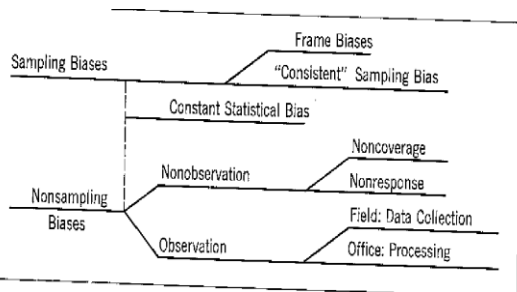 Frame Biases
Sampling Biases
“Consistent” Sampling Bias
Constant Statistical Bias
Noncoverage
Nonobservation
Nonresponse
Nonsampling
Biases
Field: Data Collection
Observation
Office: Processing